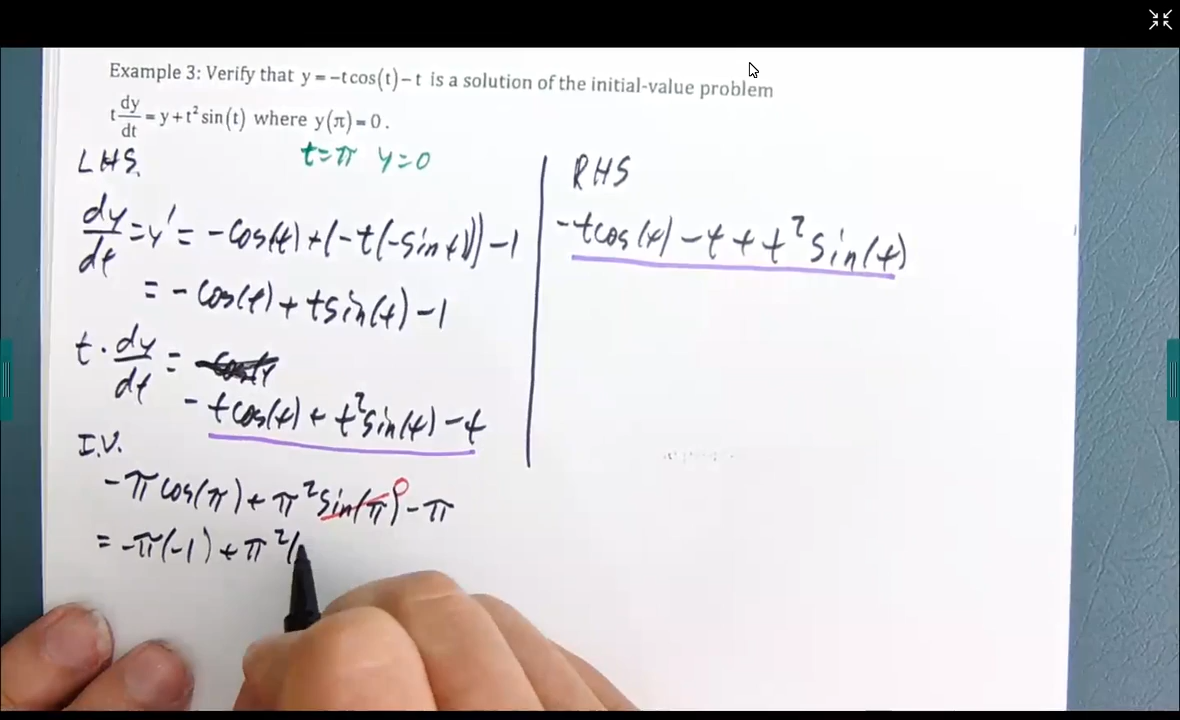 Example 3: Verify that y = −t cos(t) − t is a solution of the initial-value problem
t dy/dt = y + t² sin(t) where y(π) = 0.
t=π y=0
LHS.
dy/dt = y' = -cos(t) + (-t(-sin t)) - 1
= -cos(t) + t sin(t) - 1
t · dy/dt =
- t cos(t) + t² sin(t) - t
I.V.
-π cos(π) + π² sin(π) 0 - π
= -π(-1) + π² (
RHS
-t cos(t) - t + t² sin(t)